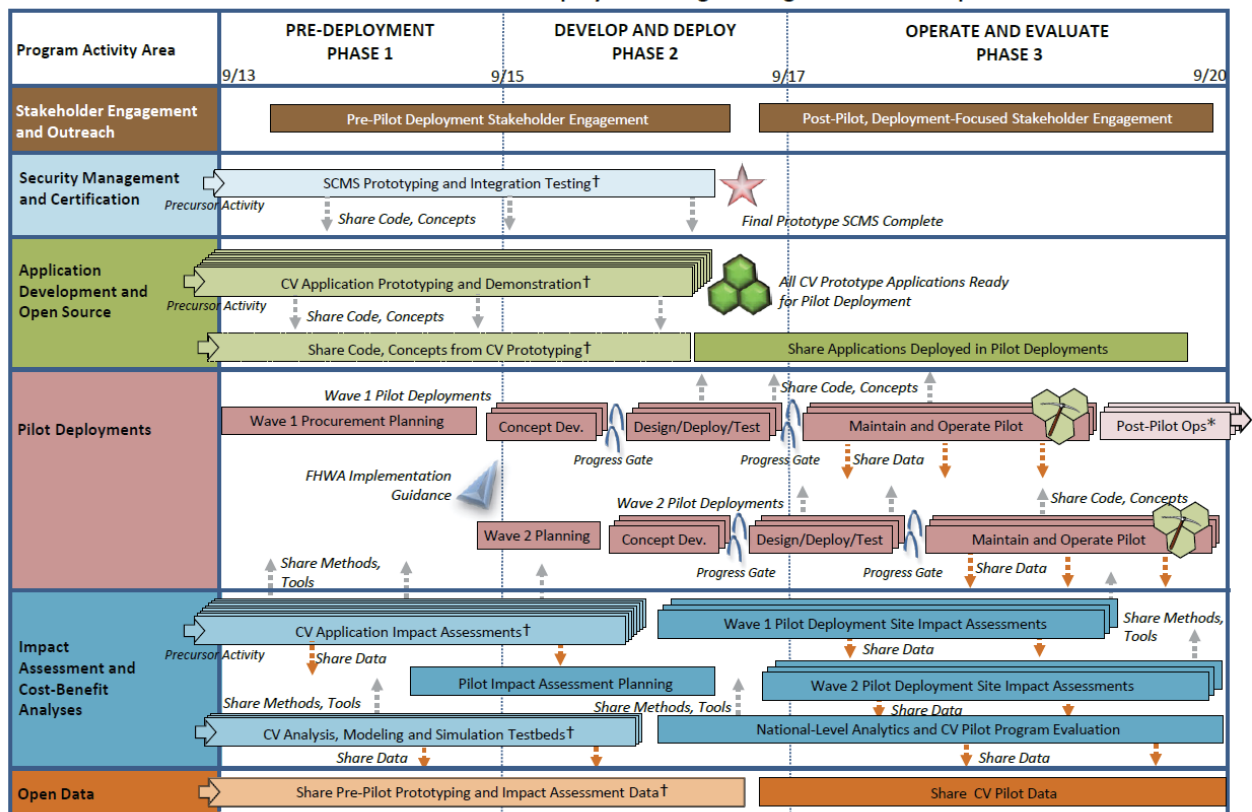 Program Activity Area
PRE-DEPLOYMENT
PHASE 1
DEVELOP AND DEPLOY
PHASE 2
OPERATE AND EVALUATE
PHASE 3
9/13
9/15
9/17
9/20
Stakeholder Engagement
and Outreach
Pre-Pilot Deployment Stakeholder Engagement
Post-Pilot, Deployment-Focused Stakeholder Engagement
Security Management
and Certification
Precursor Activity
SCMS Prototyping and Integration Testing†
Share Code, Concepts
Final Prototype SCMS Complete
Application
Development and
Open Source
Precursor Activity
CV Application Prototyping and Demonstration†
All CV Prototype Applications Ready
for Pilot Deployment
Share Code, Concepts
Share Code, Concepts from CV Prototyping†
Share Applications Deployed in Pilot Deployments
Pilot Deployments
Wave 1 Pilot Deployments
Share Code, Concepts
Wave 1 Procurement Planning
Concept Dev.
Design/Deploy/Test
Maintain and Operate Pilot
Post-Pilot Ops*
Progress Gate
Progress Gate
Share Data
FHWA Implementation
Guidance
Wave 2 Pilot Deployments
Share Code, Concepts
Wave 2 Planning
Concept Dev.
Design/Deploy/Test
Maintain and Operate Pilot
Progress Gate
Progress Gate
Share Data
Share Methods,
Tools
Impact
Assessment and
Cost-Benefit
Analyses
Precursor Activity
CV Application Impact Assessments†
Wave 1 Pilot Deployment Site Impact Assessments
Share Methods,
Tools
Share Data
Share Data
Pilot Impact Assessment Planning
Wave 2 Pilot Deployment Site Impact Assessments
Share Methods, Tools
Share Methods, Tools
Share Data
CV Analysis, Modeling and Simulation Testbeds†
National-Level Analytics and CV Pilot Program Evaluation
Share Data
Share Data
Open Data
Share Pre-Pilot Prototyping and Impact Assessment Data†
Share CV Pilot Data